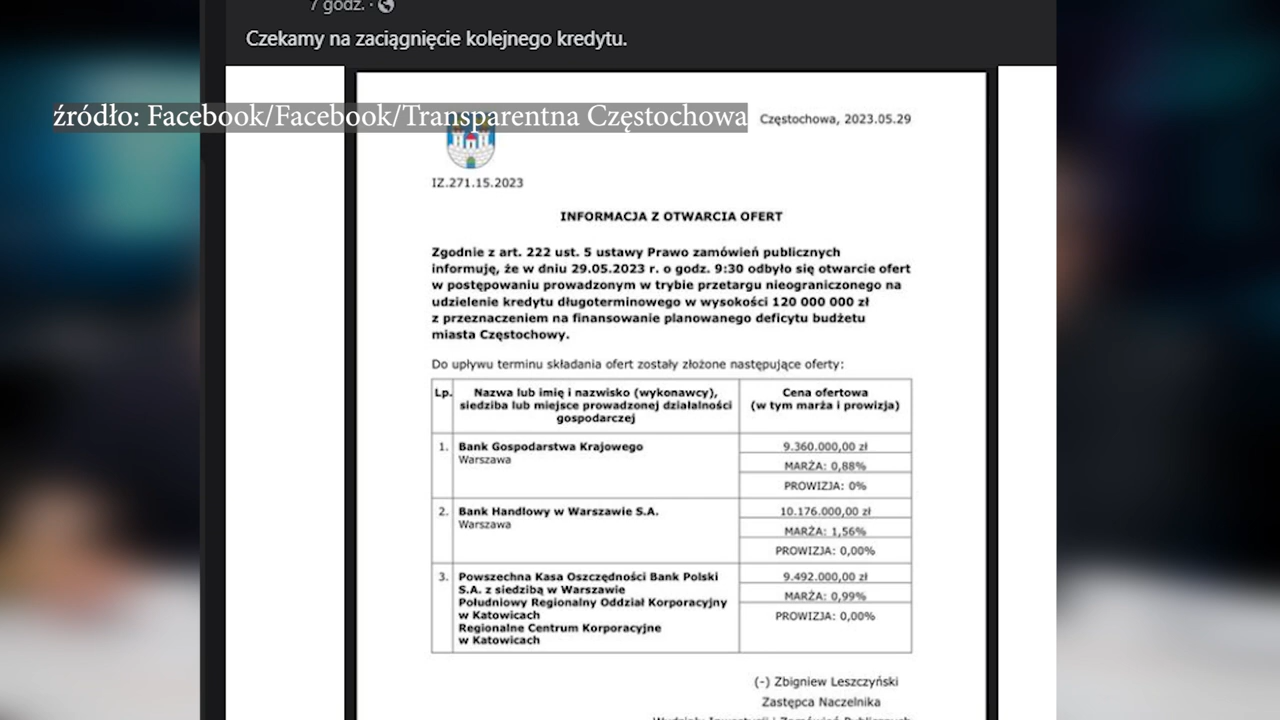 7 godz. ·
Czekamy na zaciągnięcie kolejnego kredytu.
źródło: Facebook/Facebook/Transparentna Częstochowa
Częstochowa, 2023.05.29
IZ.271.15.2023
INFORMACJA Z OTWARCIA OFERT
Zgodnie z art. 222 ust. 5 ustawy Prawo zamówień publicznych
informuję, że w dniu 29.05.2023 r. o godz. 9:30 odbyło się otwarcie ofert
w postępowaniu prowadzonym w trybie przetargu nieograniczonego na
udzielenie kredytu długoterminowego w wysokości 120 000 000 zł
z przeznaczeniem na finansowanie planowanego deficytu budżetu
miasta Częstochowy.
Do upływu terminu składania ofert zostały złożone następujące oferty:
Lp.
Nazwa lub imię i nazwisko (wykonawcy),
siedziba lub miejsce prowadzonej działalności
gospodarczej
Cena ofertowa
(w tym marża i prowizja)
1.
Bank Gospodarstwa Krajowego
Warszawa
9.360.000,00 zł
MARŻA: 0,88%
PROWIZJA: 0%
2.
Bank Handlowy w Warszawie S.A.
Warszawa
10.176.000,00 zł
MARŻA: 1,56%
PROWIZJA: 0,00%
3.
Powszechna Kasa Oszczędności Bank Polski
S.A. z siedzibą w Warszawie
Południowy Regionalny Oddział Korporacyjny
w Katowicach
Regionalne Centrum Korporacyjne
w Katowicach
9.492.000,00 zł
MARŻA: 0,99%
PROWIZJA: 0,00%
(-) Zbigniew Leszczyński
Zastępca Naczelnika
Wydziału Inwestycji i Zamówień Publicznych